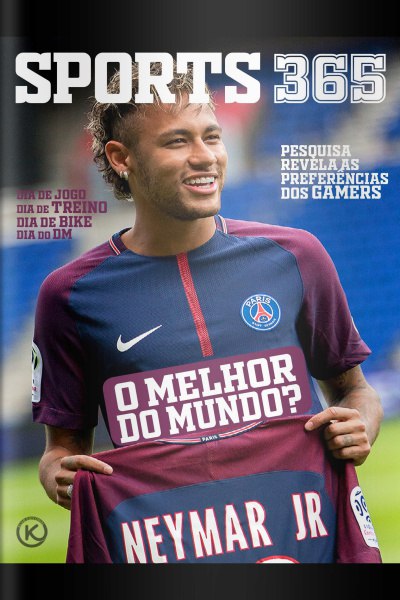 SPORTS 365
PESQUISA
REVELA AS
PREFERÊNCIAS
DOS GAMERS
DIA DE JOGO
DIA DE TREINO
DIA DE BIKE
DIA DO DM
PARIS
O MELHOR
DO MUNDO?
PARIS
NEYMAR JR
K